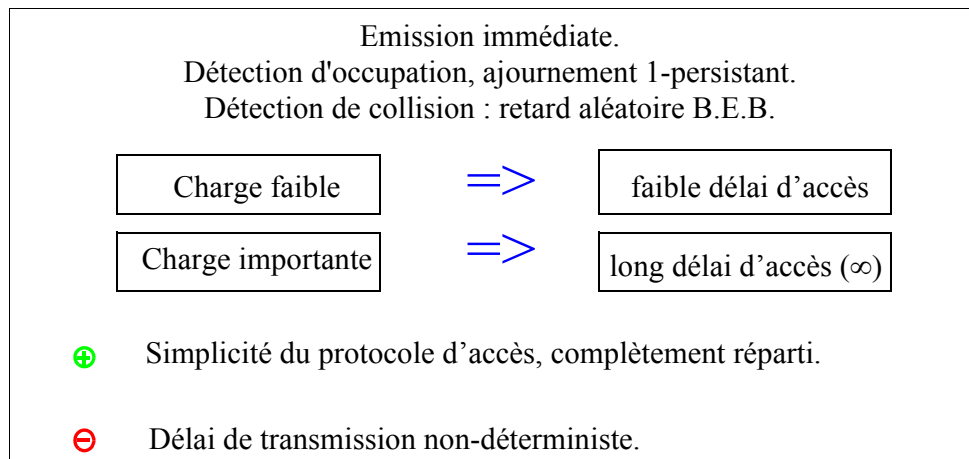 Emission immédiate.
Détection d'occupation, ajournement 1-persistant.
Détection de collision : retard aléatoire B.E.B.
Charge faible => faible délai d’accès
Charge importante => long délai d’accès (∞)
⊕ Simplicité du protocole d’accès, complètement réparti.
⊖ Délai de transmission non-déterministe.